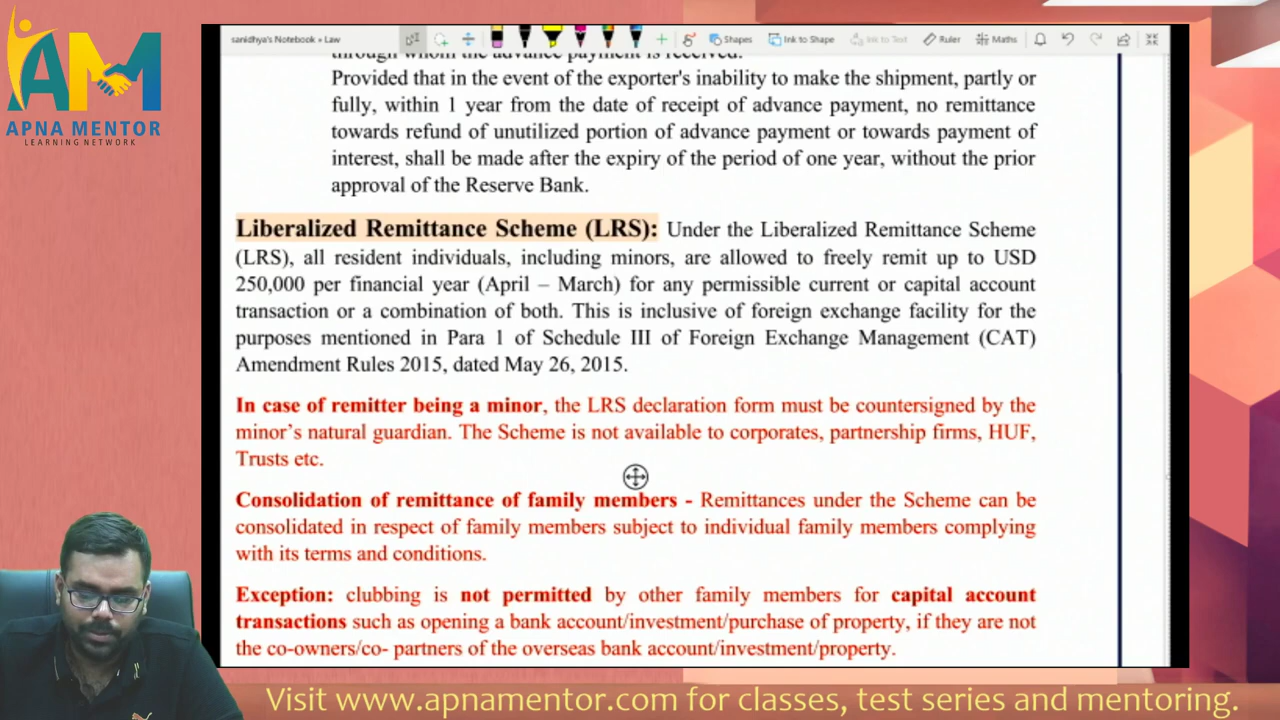 AM
APNA MENTOR
LEARNING NETWORK
sanidhya's Notebook » Law
Shapes
Ink to Shape
Ink to Text
Ruler
Maths
through whom the advance payment is received.
Provided that in the event of the exporter's inability to make the shipment, partly or
fully, within 1 year from the date of receipt of advance payment, no remittance
towards refund of unutilized portion of advance payment or towards payment of
interest, shall be made after the expiry of the period of one year, without the prior
approval of the Reserve Bank.
Liberalized Remittance Scheme (LRS): Under the Liberalized Remittance Scheme
(LRS), all resident individuals, including minors, are allowed to freely remit up to USD
250,000 per financial year (April – March) for any permissible current or capital account
transaction or a combination of both. This is inclusive of foreign exchange facility for the
purposes mentioned in Para 1 of Schedule III of Foreign Exchange Management (CAT)
Amendment Rules 2015, dated May 26, 2015.
In case of remitter being a minor, the LRS declaration form must be countersigned by the
minor's natural guardian. The Scheme is not available to corporates, partnership firms, HUF,
Trusts etc.
Consolidation of remittance of family members - Remittances under the Scheme can be
consolidated in respect of family members subject to individual family members complying
with its terms and conditions.
Exception: clubbing is not permitted by other family members for capital account
transactions such as opening a bank account/investment/purchase of property, if they are not
the co-owners/co- partners of the overseas bank account/investment/property.
Visit www.apnamentor.com for classes, test series and mentoring.